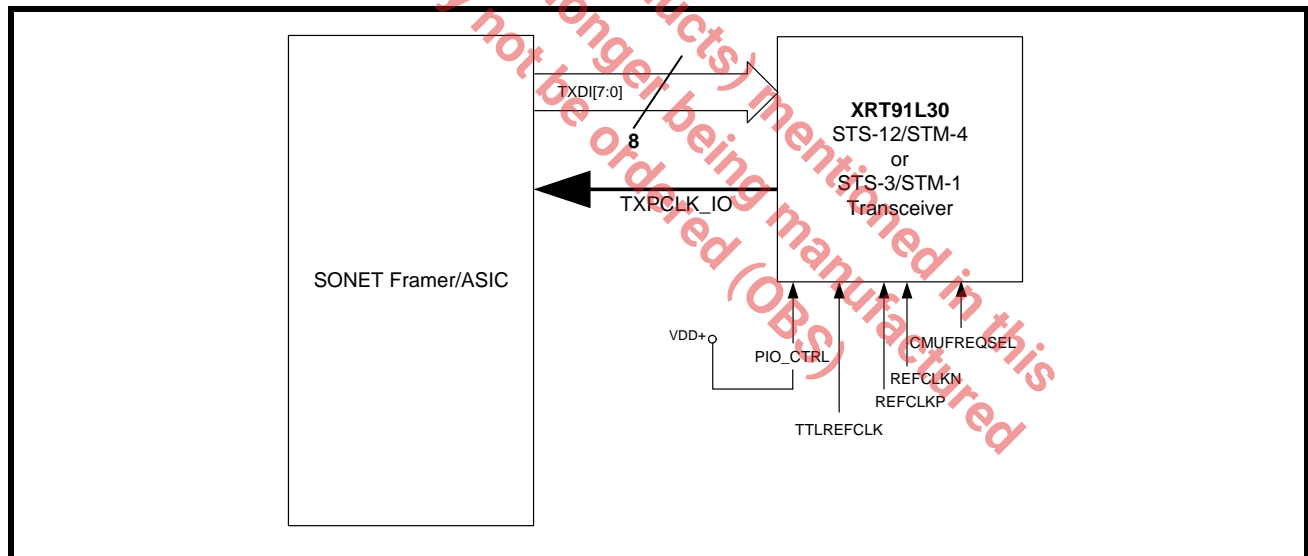 SONET Framer/ASIC
TXDI[7:0]
8
TXPCLK_IO
XRT91L30
STS-12/STM-4
or
STS-3/STM-1
Transceiver
VDD+
PIO_CTRL
TTLREFCLK
REFCLKP
REFCLKN
CMUFREQSEL
ucts) mentioned in this
onger being manufactured
y not be ordered (OBS)